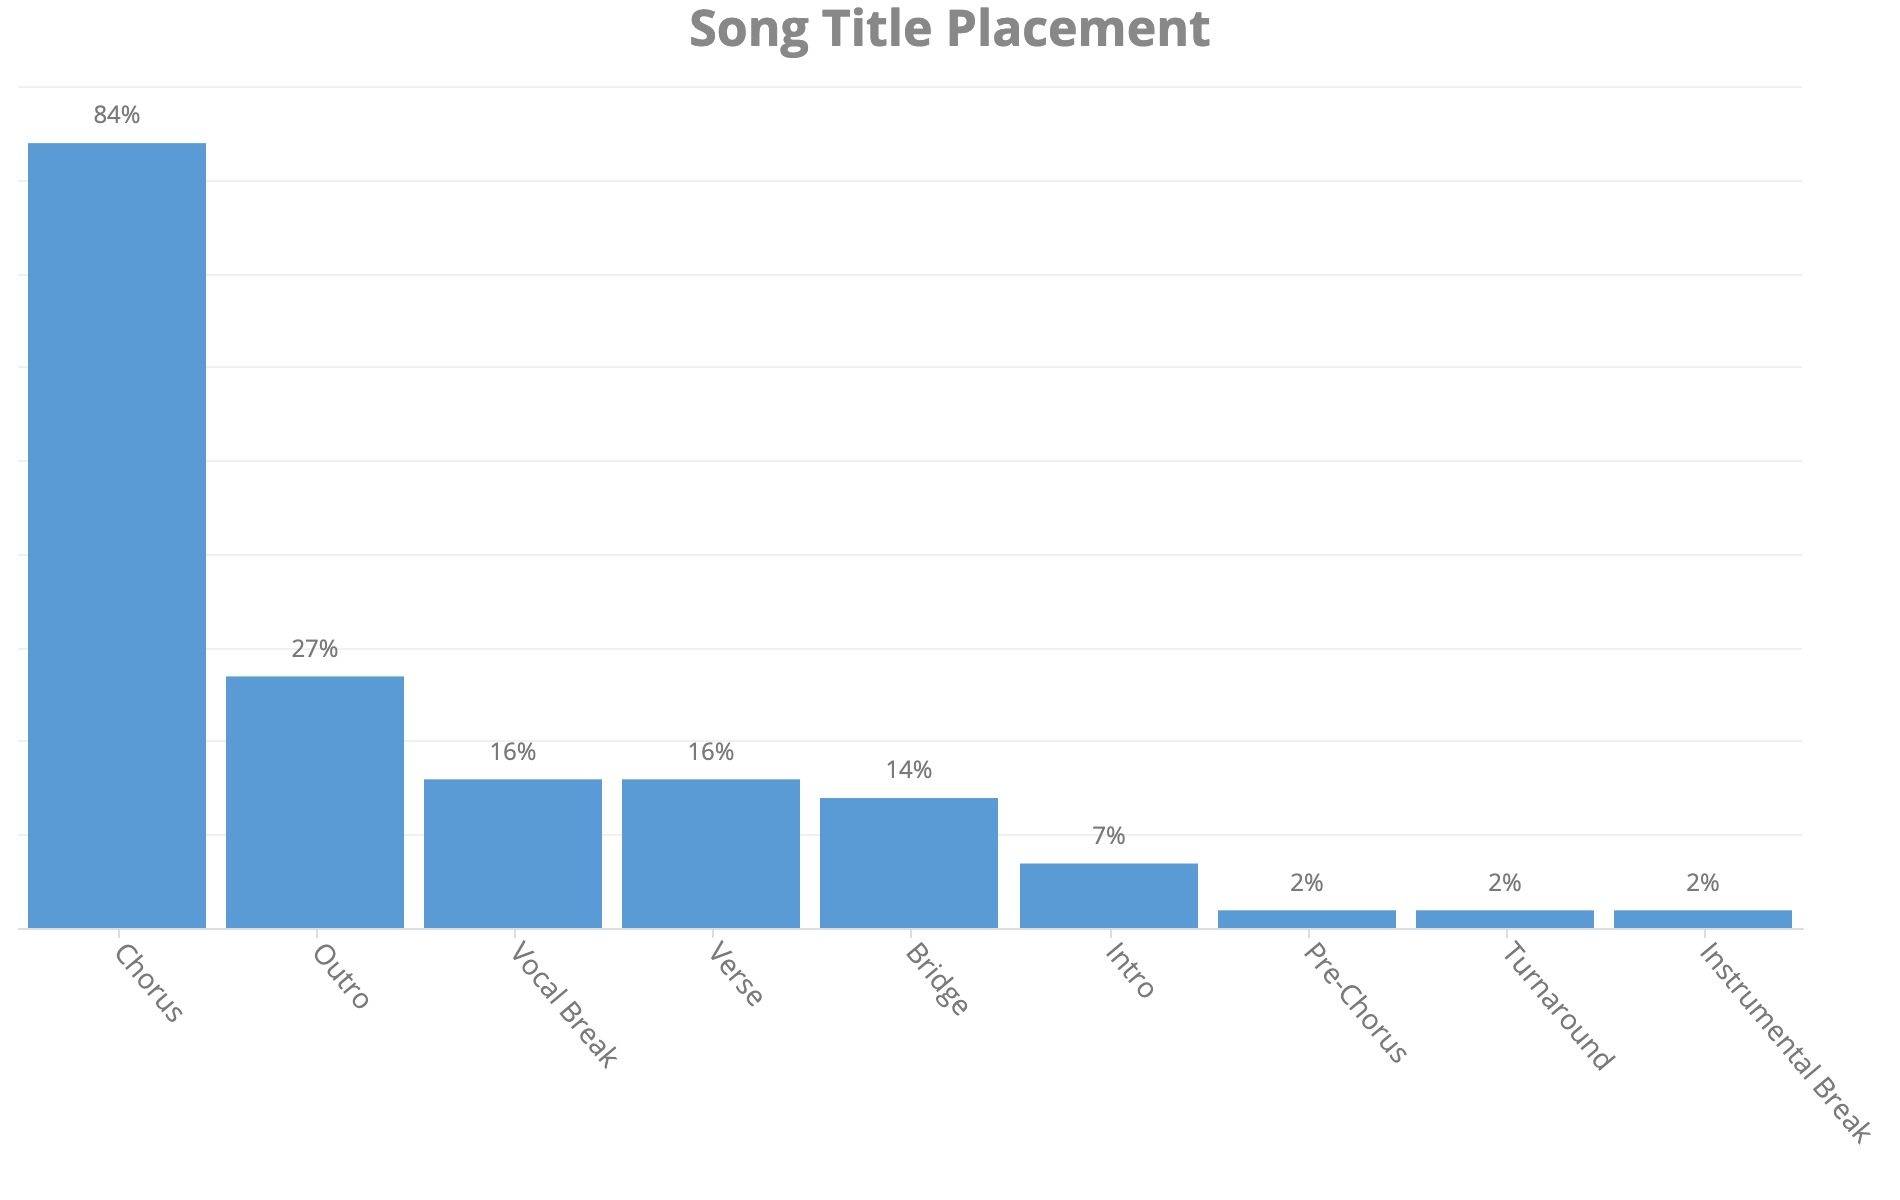 Song Title Placement
84%
27%
16%
16%
14%
7%
2%
2%
2%
Chorus
Outro
Vocal Break
Verse
Bridge
Intro
Pre-Chorus
Turnaround
Instrumental Break